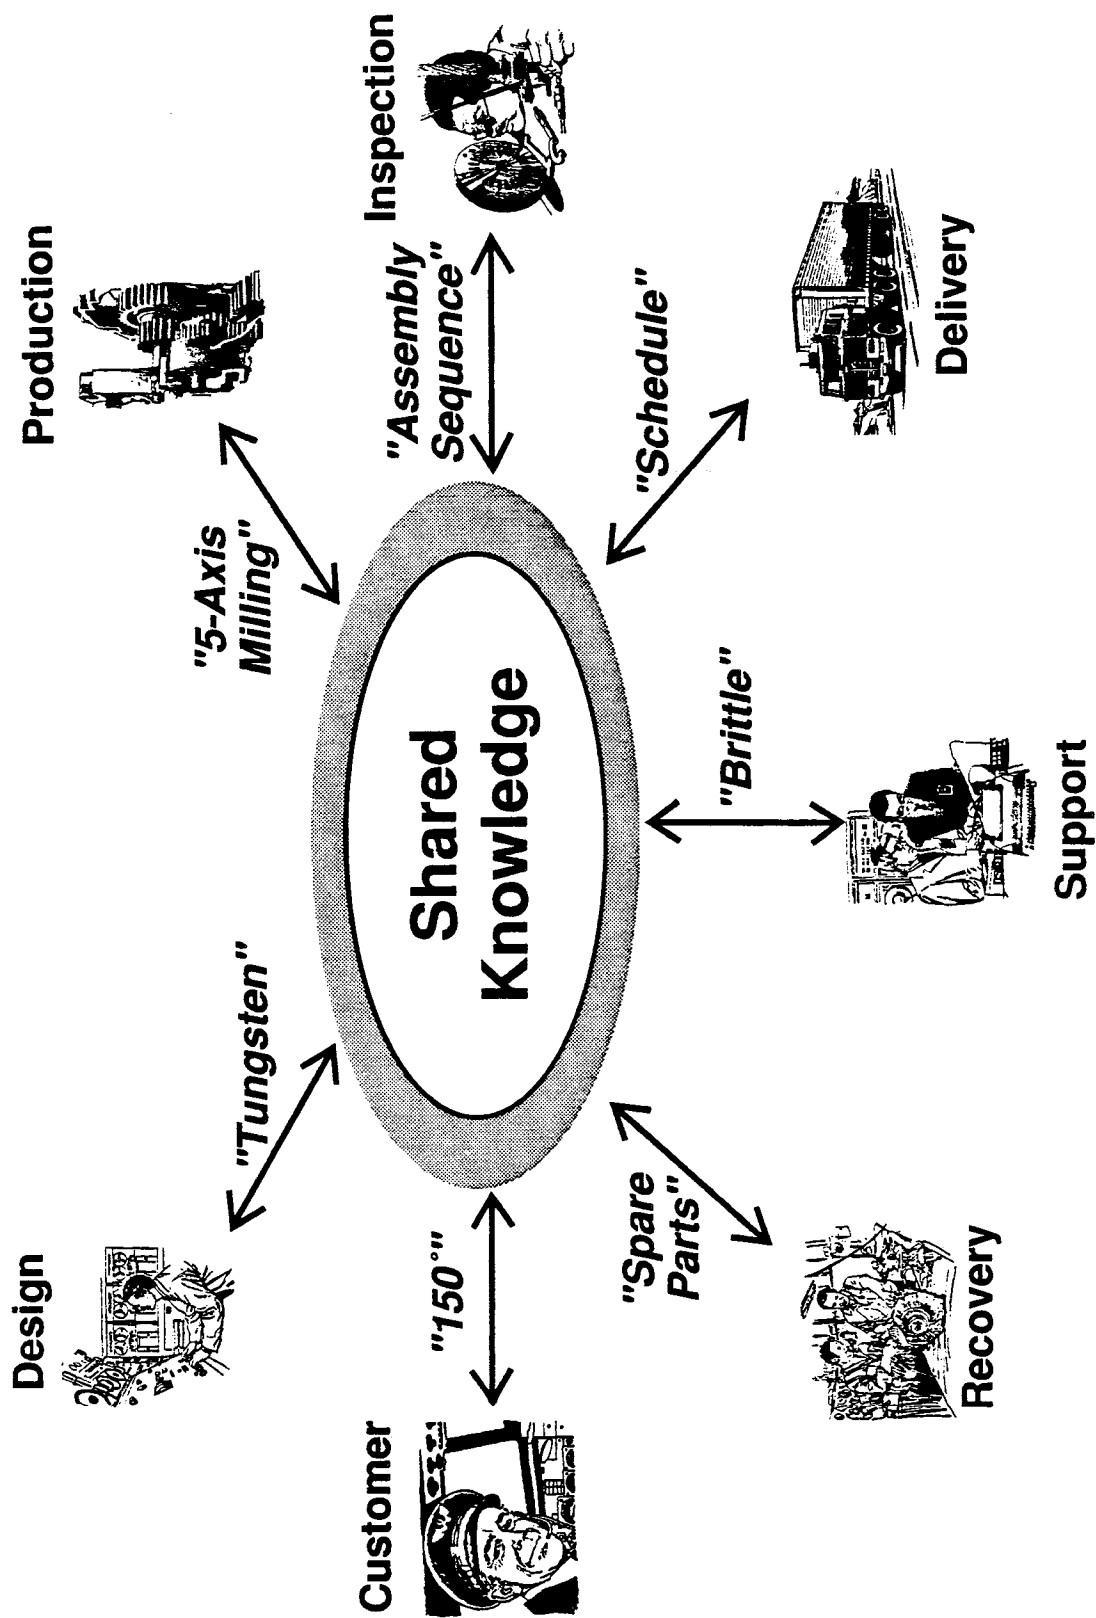 Design
Production
"Tungsten"
"5-Axis
Milling"
Customer
Inspection
"150°"
"Assembly
Sequence"
Shared
Knowledge
"Spare
Parts"
"Brittle"
"Schedule"
Recovery
Support
Delivery